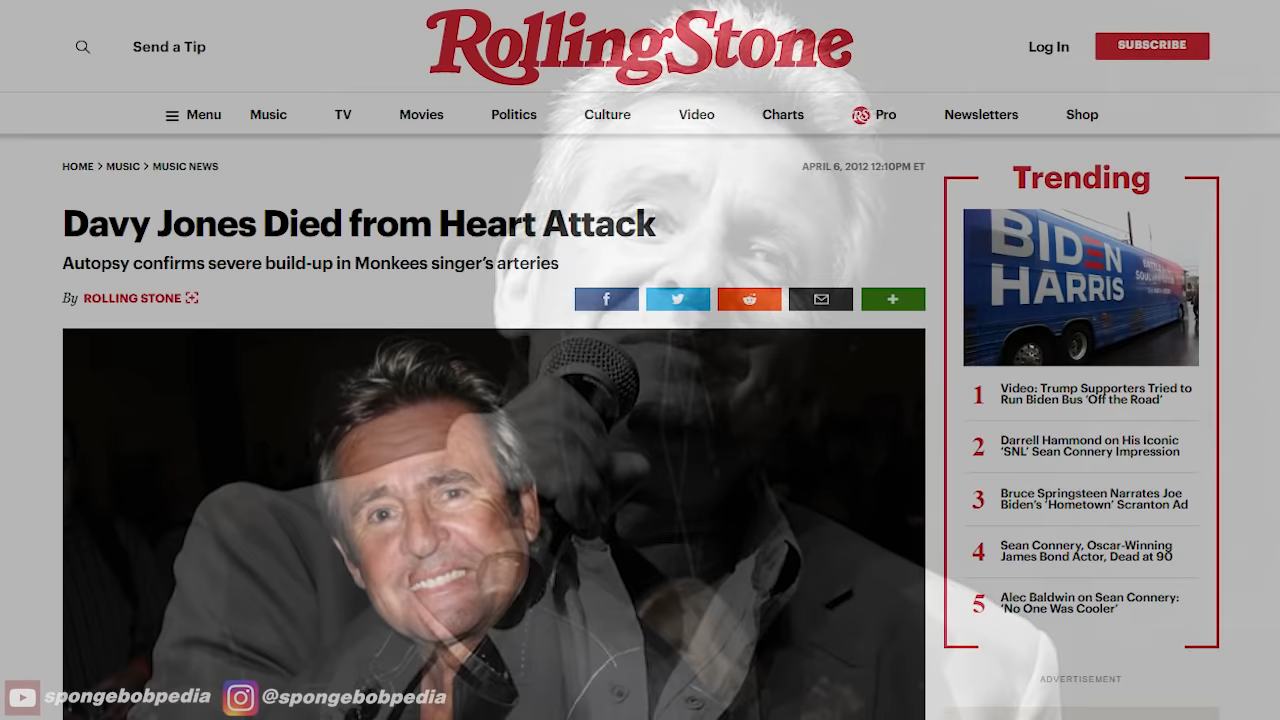 Send a Tip
RollingStone
Log In
SUBSCRIBE
Menu
Music
TV
Movies
Politics
Culture
Video
Charts
RS Pro
Newsletters
Shop
HOME > MUSIC > MUSIC NEWS
APRIL 6, 2012 12:10PM ET
Davy Jones Died from Heart Attack
Autopsy confirms severe build-up in Monkees singer's arteries
By ROLLING STONE
Trending
BIDEN
HARRIS
1 Video: Trump Supporters Tried to
Run Biden Bus 'Off the Road'
2 Darrell Hammond on His Iconic
'SNL' Sean Connery Impression
3 Bruce Springsteen Narrates Joe
Biden's 'Hometown' Scranton Ad
4 Sean Connery, Oscar-Winning
James Bond Actor, Dead at 90
5 Alec Baldwin on Sean Connery:
'No One Was Cooler'
ADVERTISEMENT
spongebobpedia
@spongebobpedia